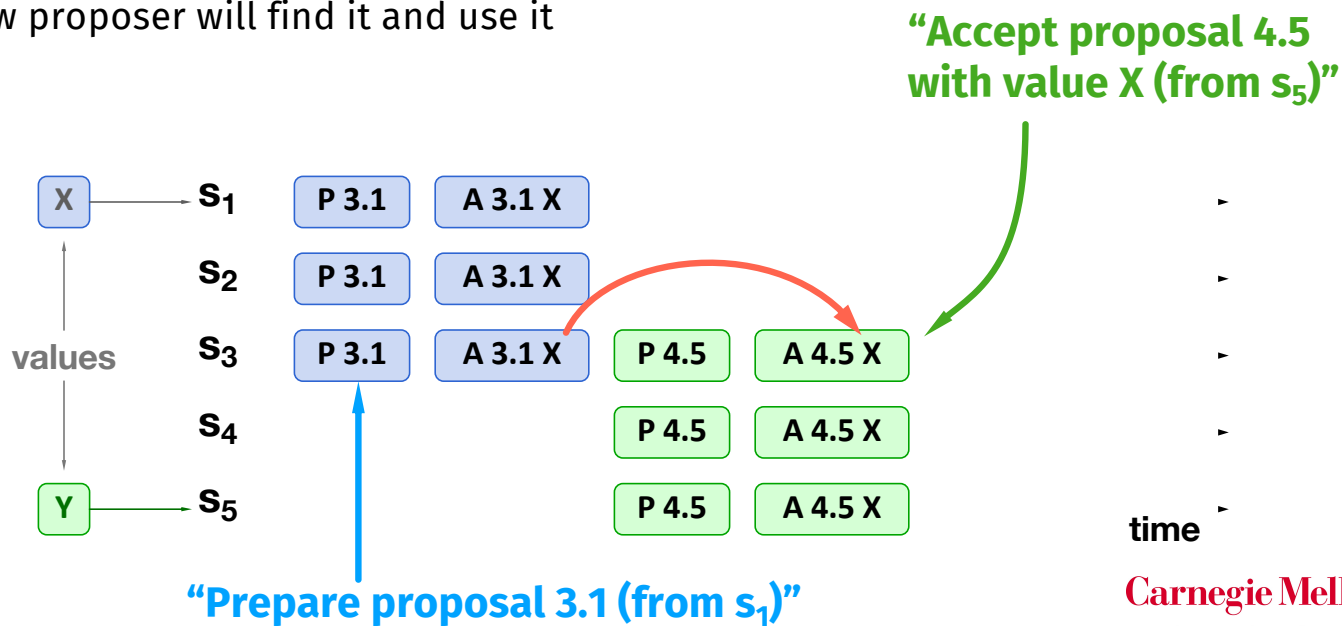 proposer will find it and use it
“Accept proposal 4.5
with value X (from s₅)”
X s₁ P 3.1 A 3.1 X
s₂ P 3.1 A 3.1 X
values s₃ P 3.1 A 3.1 X P 4.5 A 4.5 X
s₄ P 4.5 A 4.5 X
Y s₅ P 4.5 A 4.5 X
time
“Prepare proposal 3.1 (from s₁)”
Carnegie